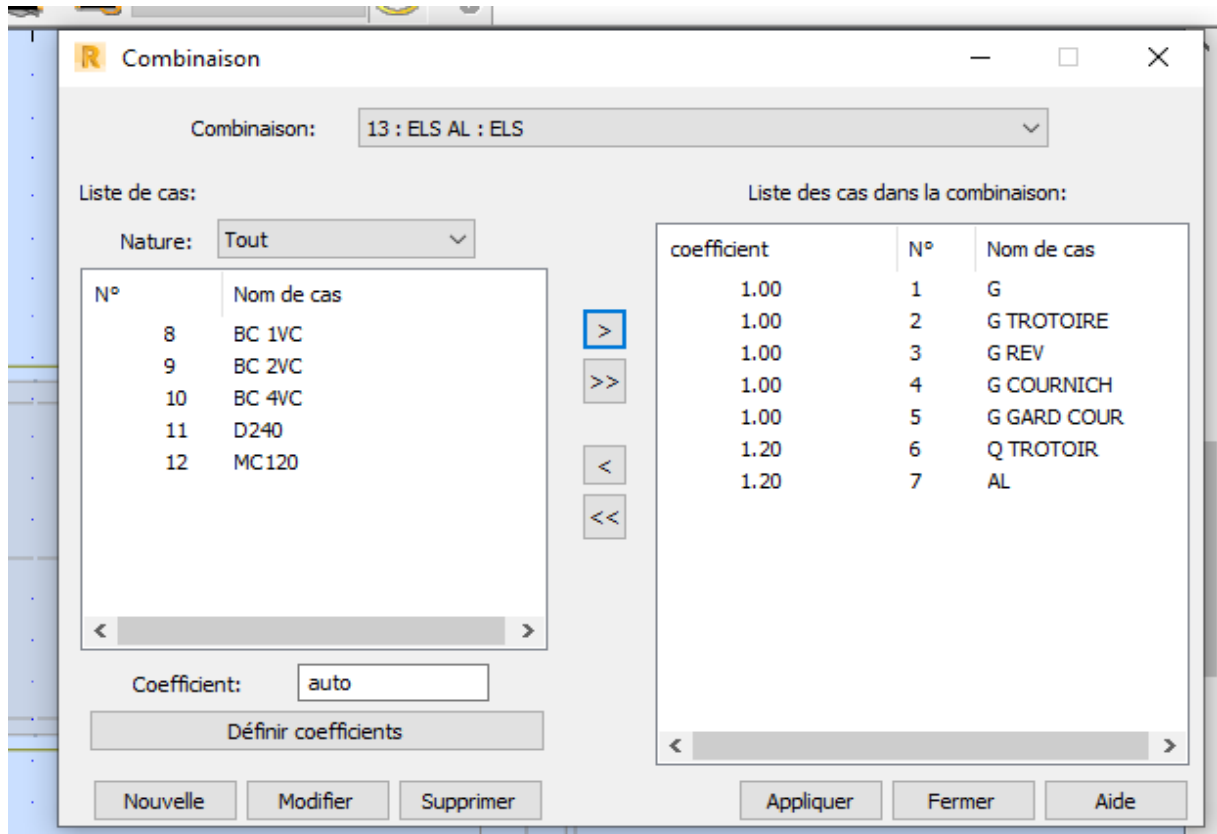 R Combinaison
Combinaison: 13 : ELS AL : ELS
Liste de cas:
Nature: Tout
N° Nom de cas
8 BC 1VC
9 BC 2VC
10 BC 4VC
11 D240
12 MC120
Coefficient: auto
Définir coefficients
Nouvelle Modifier Supprimer
>
>>
<
<<
Liste des cas dans la combinaison:
coefficient N° Nom de cas
1.00 1 G
1.00 2 G TROTOIRE
1.00 3 G REV
1.00 4 G COURNICH
1.00 5 G GARD COUR
1.20 6 Q TROTOIR
1.20 7 AL
Appliquer Fermer Aide